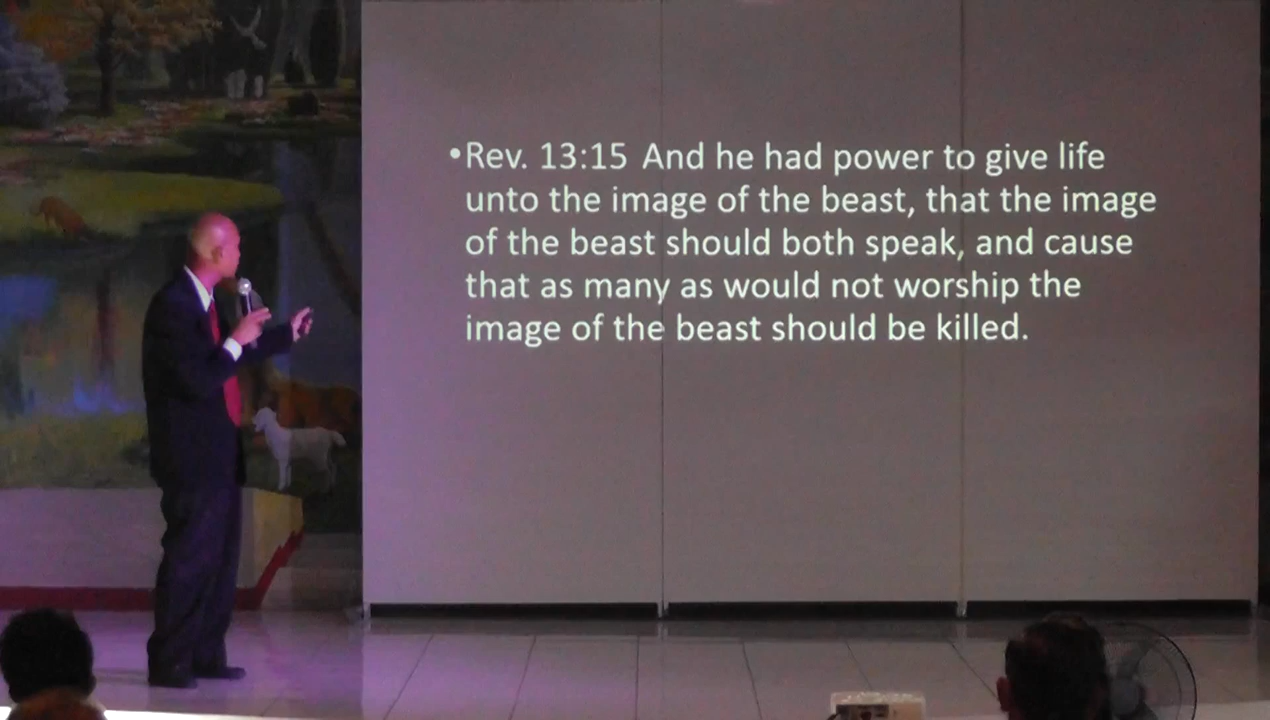 •Rev. 13:15 And he had power to give life
unto the image of the beast, that the image
of the beast should both speak, and cause
that as many as would not worship the
image of the beast should be killed.